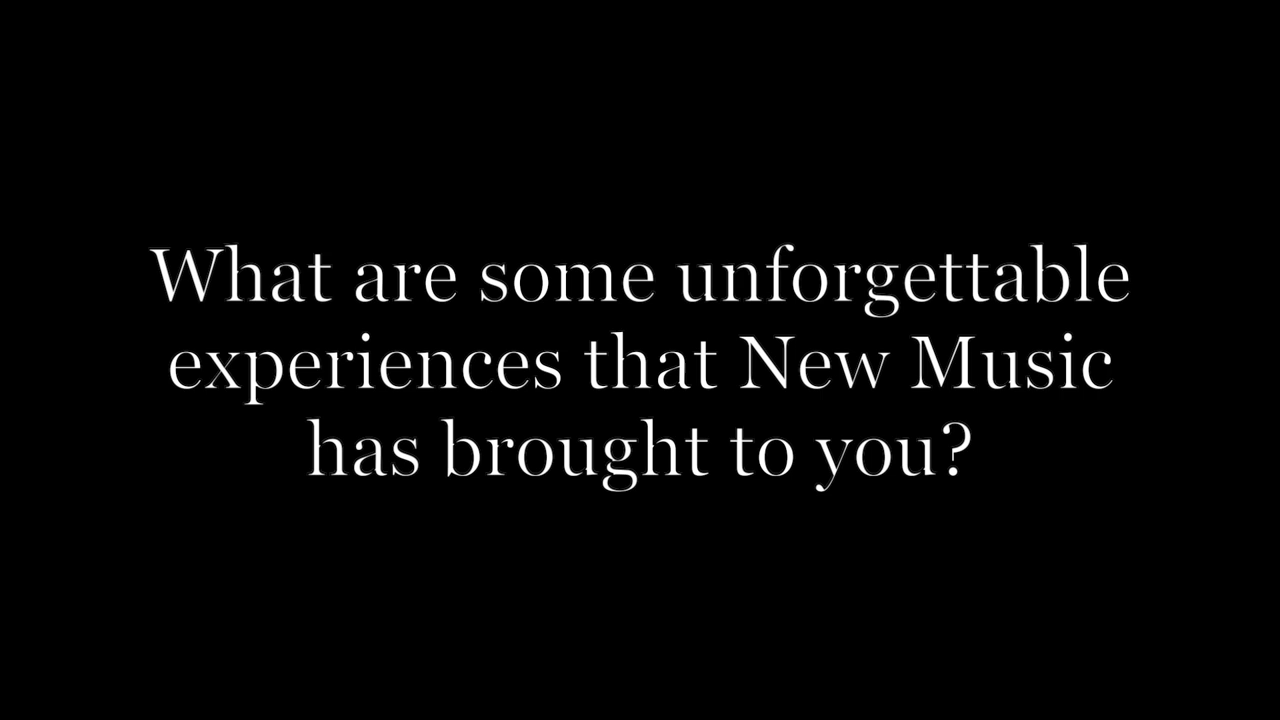 What are some unforgettable
experiences that New Music
has brought to you?